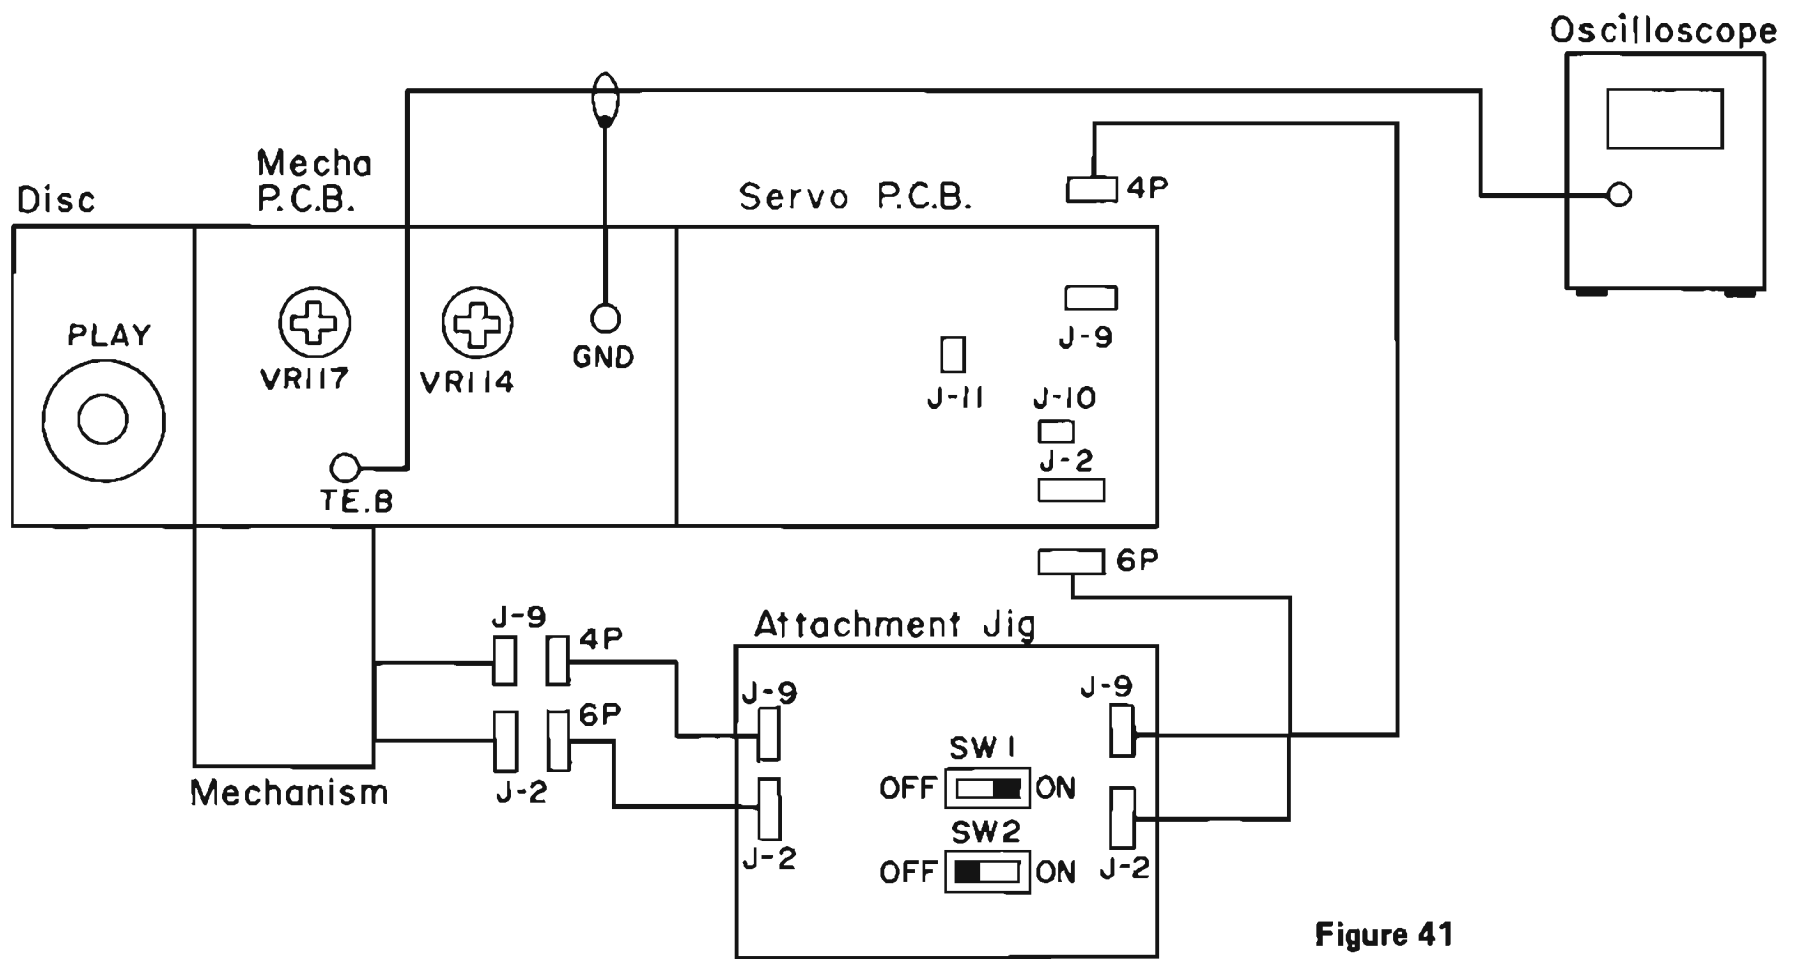 Oscilloscope
Mecha
P.C.B.
Disc
Servo P.C.B.
4P
PLAY
VR117
VR114
GND
J-9
J-11
J-10
J-2
TE.B
6P
J-9
4P
Attachment Jig
J-9
J-9
6P
SW1
OFF
ON
J-2
Mechanism
SW2
J-2
OFF
ON
J-2
Figure 41